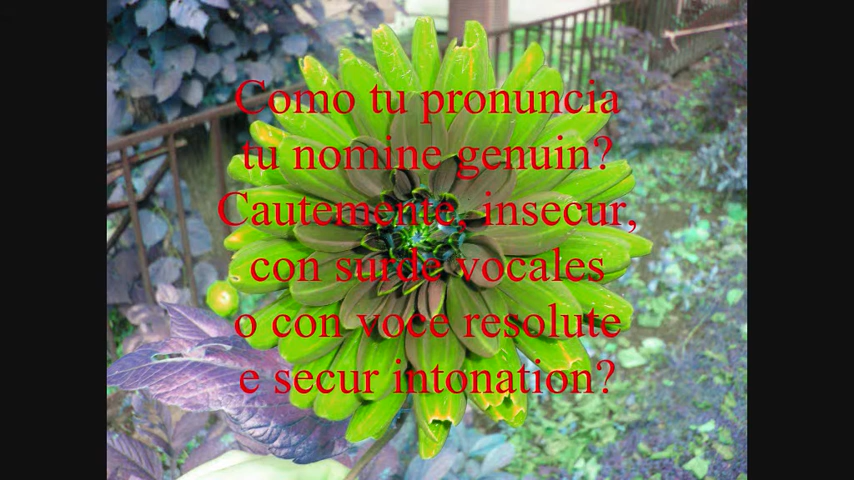 Como tu pronuncia
tu nomine genuin?
Cautemente, insecur,
con surde vocales
o con voce resolute
e secur intonation?